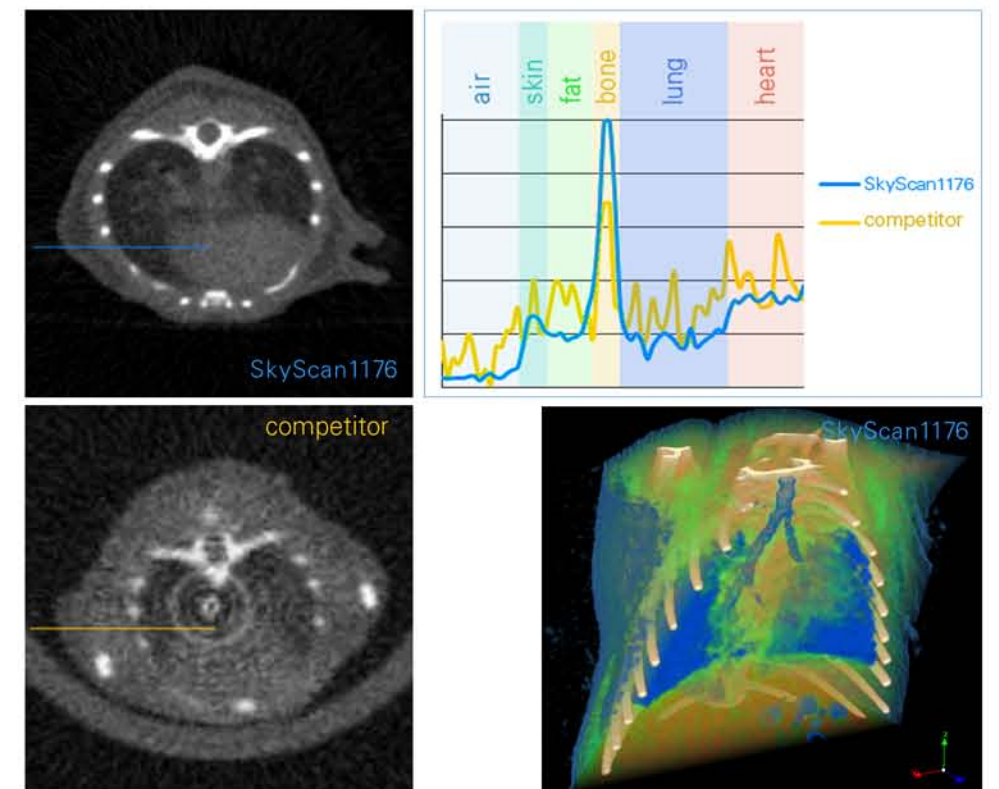 SkyScan1176
air
skin
fat
bone
lung
heart
SkyScan1176
competitor
competitor
SkyScan1176
z